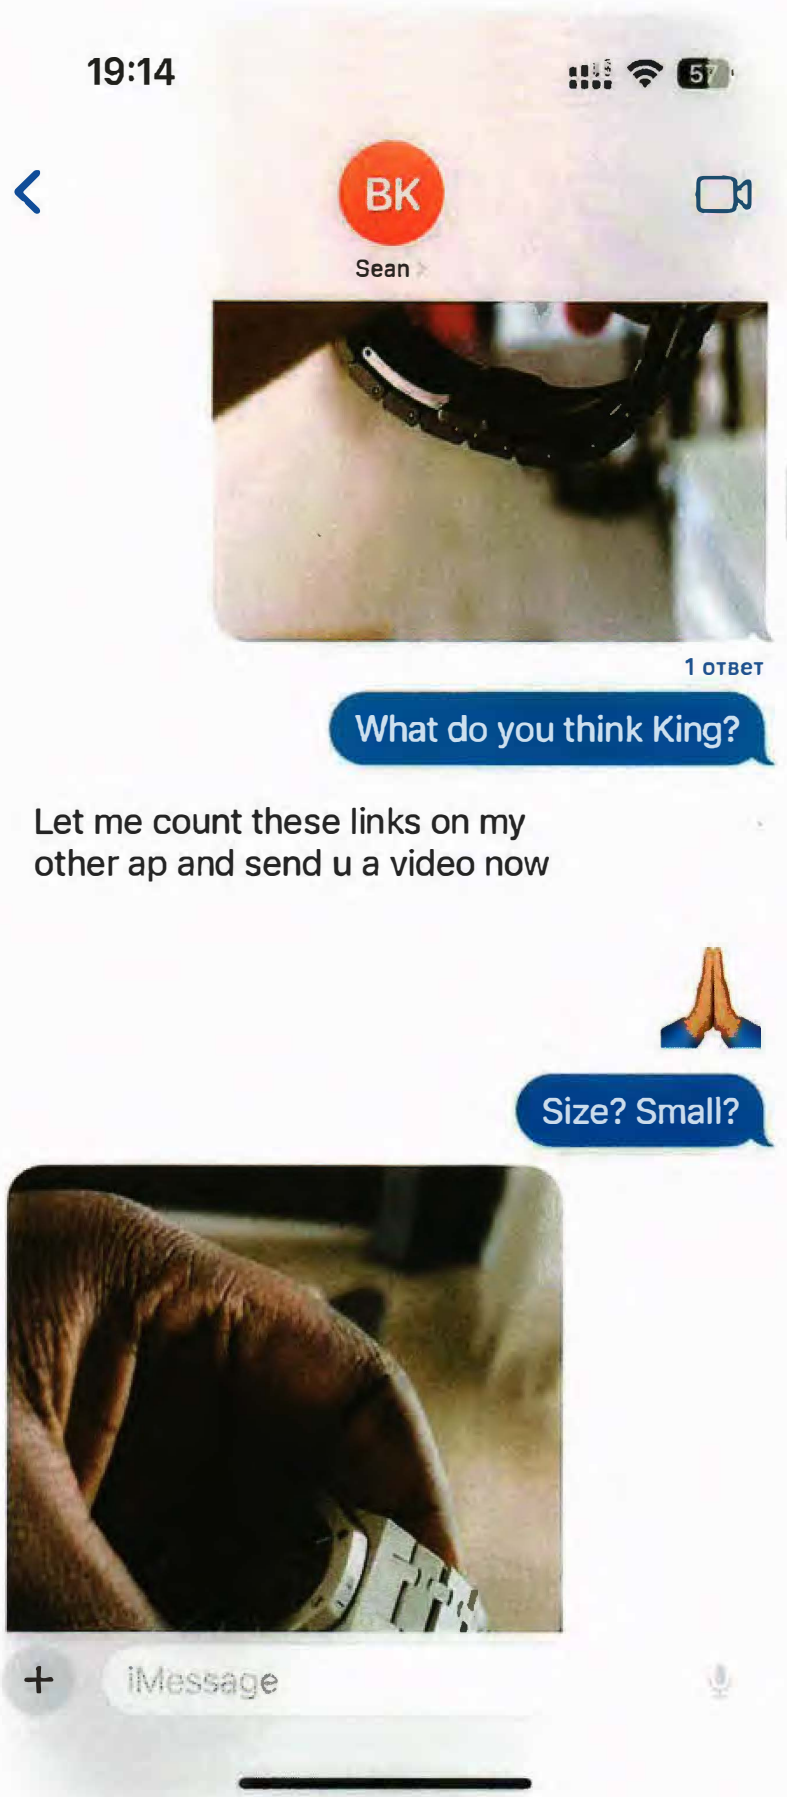 19:14
57
BK
Sean
1 ответ
What do you think King?
Let me count these links on my
other ap and send u a video now
Size? Small?
iMessage